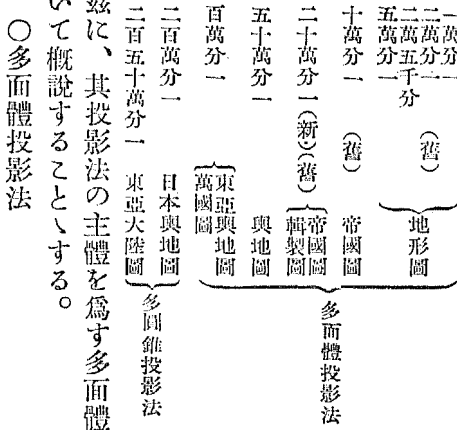 一萬分一
二萬分一
二萬五千分一 (舊) 地形圖
五萬分一
十萬分一 (舊) 帝國圖
二十萬分一(新)(舊) 帝國圖 輯製圖
五十萬分一 輿地圖
百萬分一 東亞輿地圖 萬國圖
多面體投影法
二百萬分一 日本輿地圖
二百五十萬分一 東亞大陸圖
多圓錐投影法
玆に、其投影法の主體を爲す多面體
いて概說することゝする。
〇多面體投影法